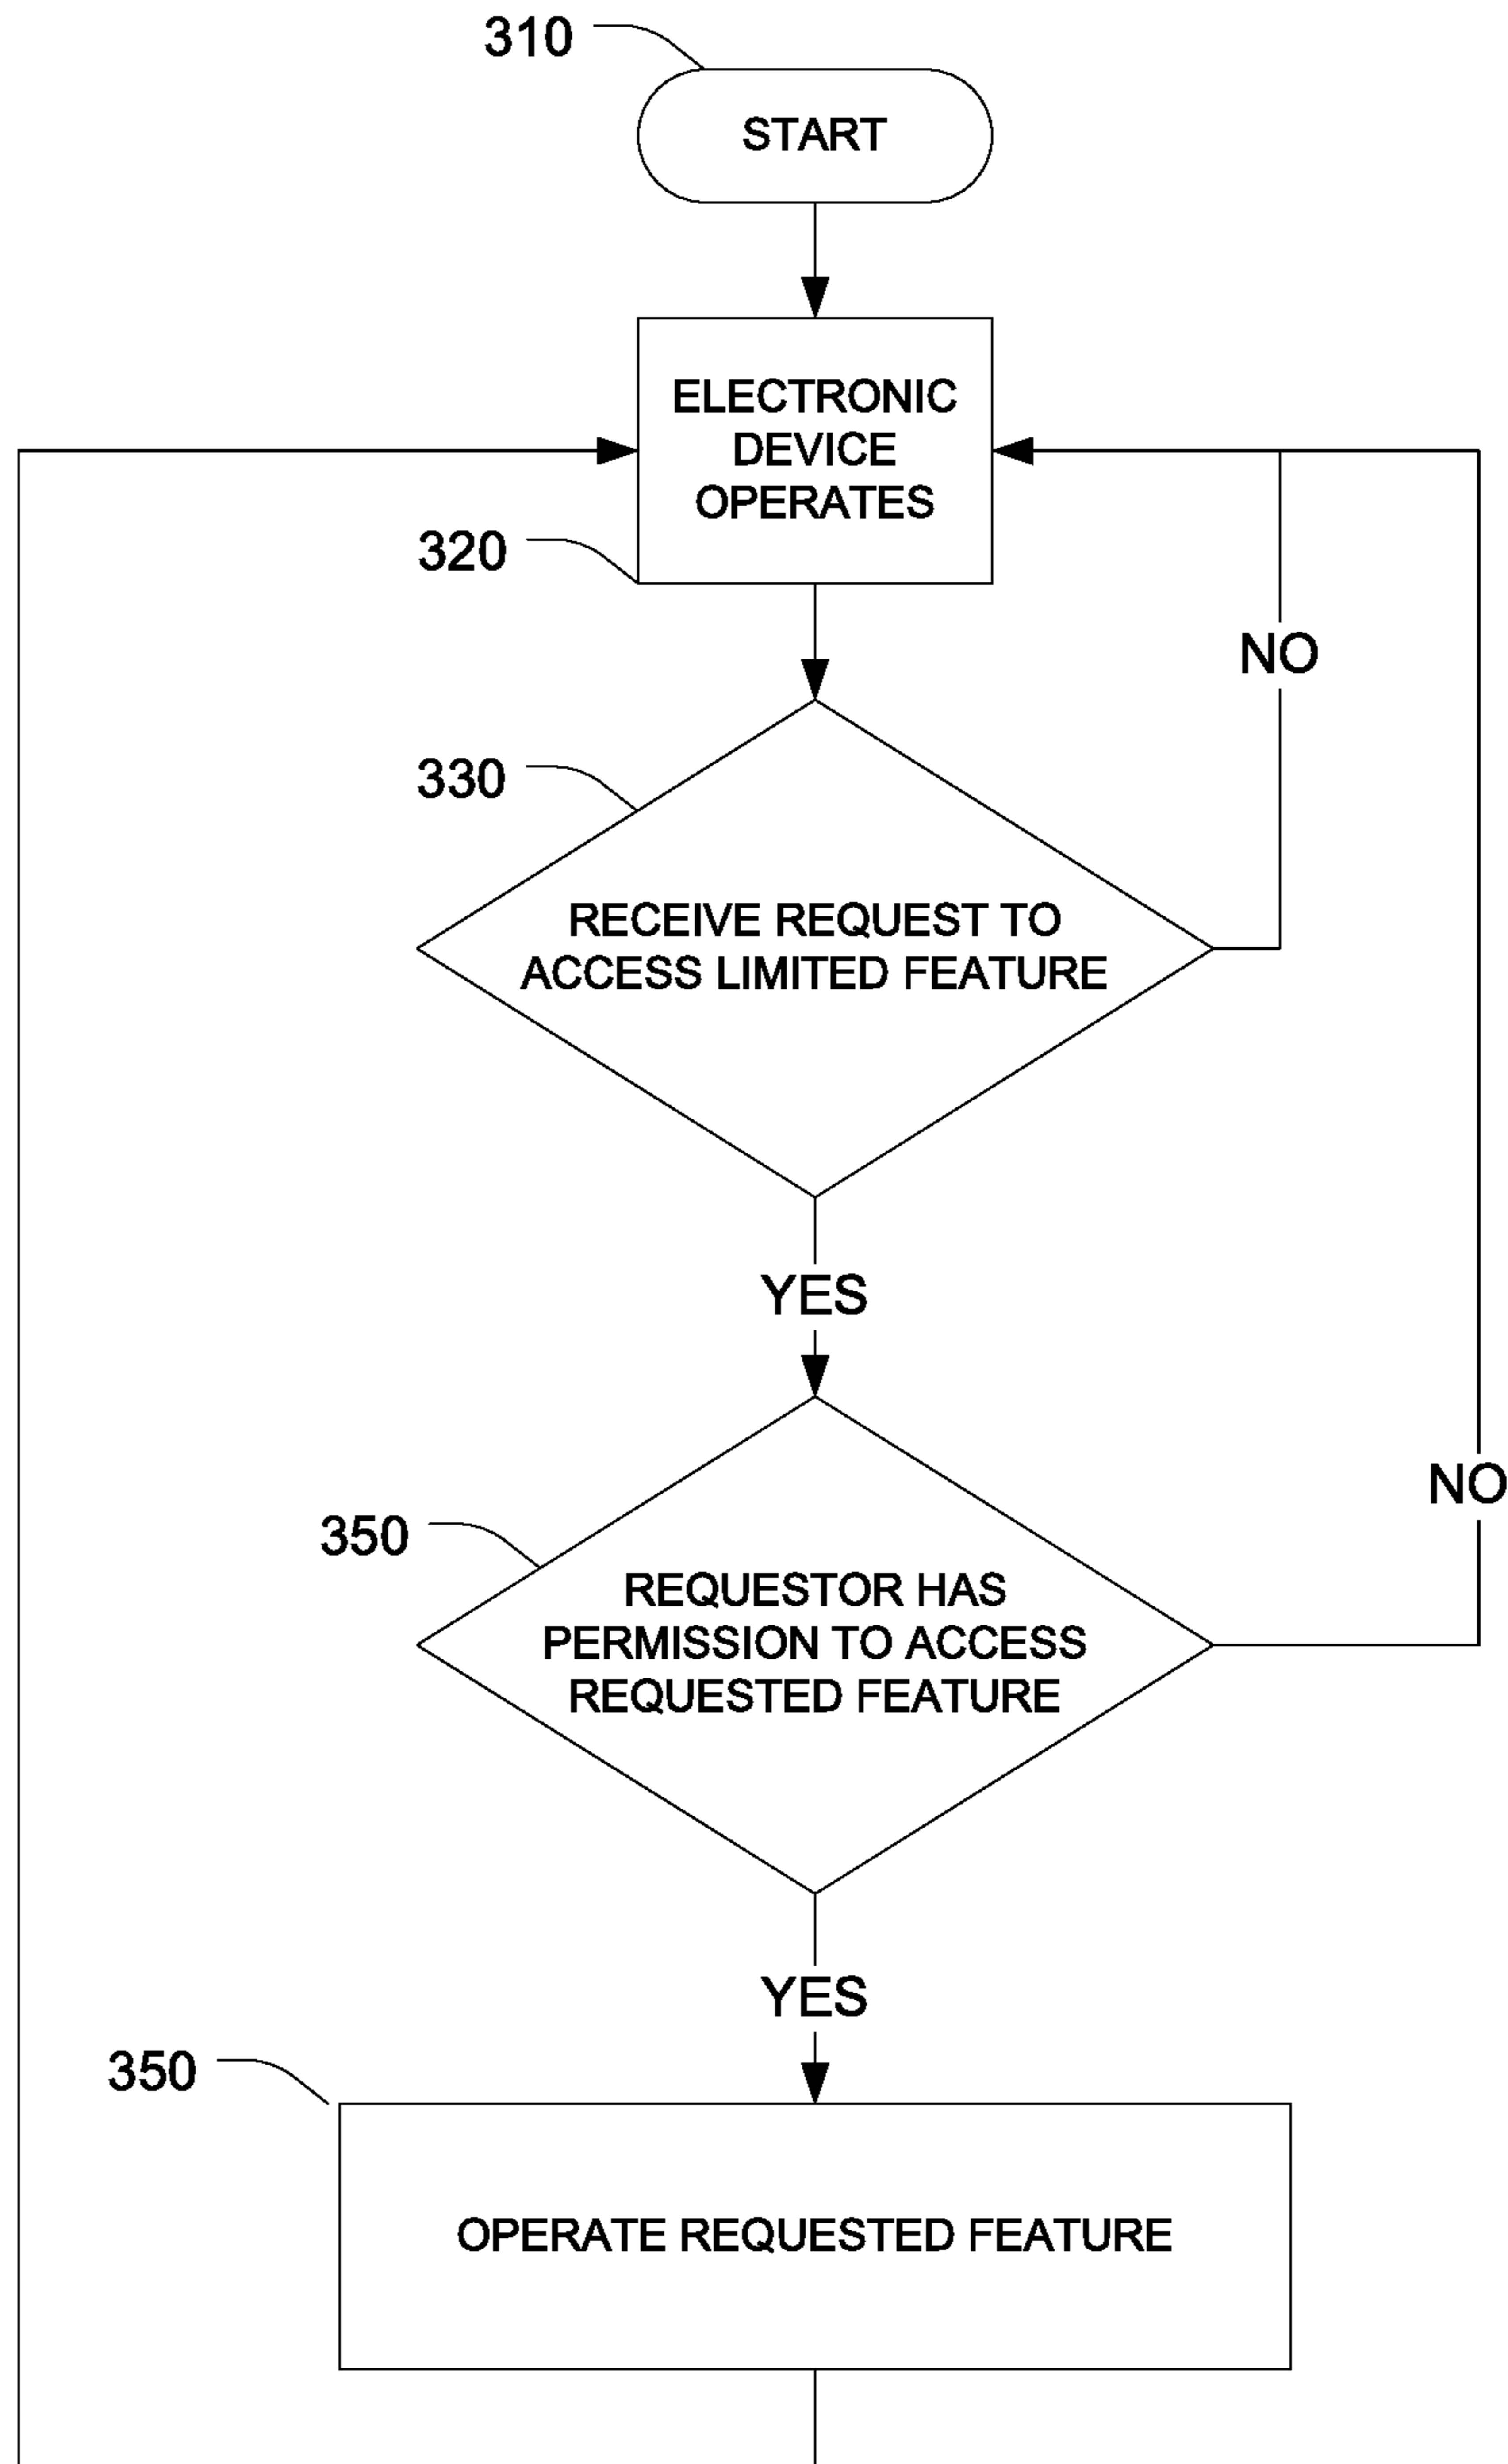 310
START
ELECTRONIC
DEVICE
OPERATES
320
NO
330
RECEIVE REQUEST TO
ACCESS LIMITED FEATURE
YES
NO
350
REQUESTOR HAS
PERMISSION TO ACCESS
REQUESTED FEATURE
YES
350
OPERATE REQUESTED FEATURE